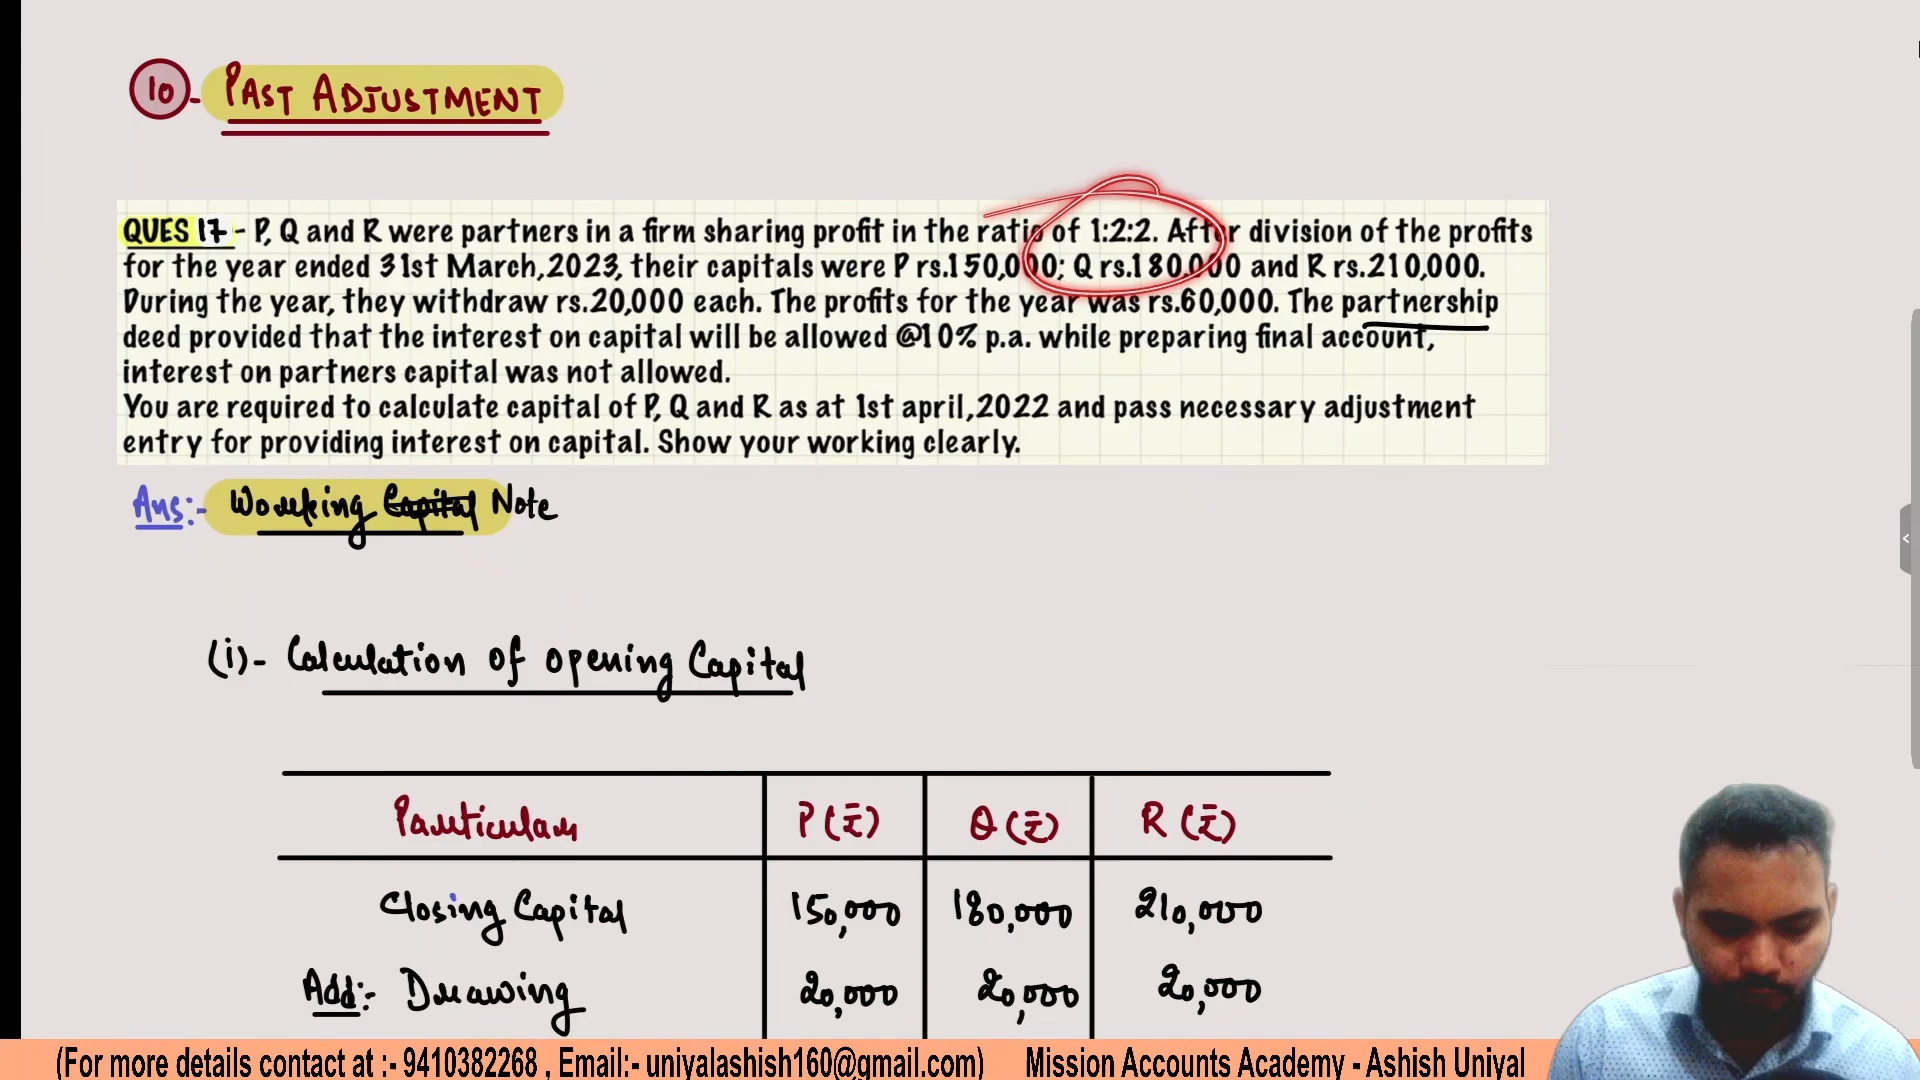 10 - PAST ADJUSTMENT
QUES 17 - P, Q and R were partners in a firm sharing profit in the ratio of 1:2:2. After division of the profits
for the year ended 31st March,2023, their capitals were P rs.150,000; Q rs.180,000 and R rs.210,000.
During the year, they withdraw rs.20,000 each. The profits for the year was rs.60,000. The partnership
deed provided that the interest on capital will be allowed @10% p.a. while preparing final account,
interest on partners capital was not allowed.
You are required to calculate capital of P, Q and R as at 1st april,2022 and pass necessary adjustment
entry for providing interest on capital. Show your working clearly.
Ans:- Working Capital Note
(i)- Calculation of opening Capital
Particulars P (₹) Q (₹) R (₹)
Closing Capital 150,000 180,000 210,000
Add:- Drawing 20,000 20,000 20,000
(For more details contact at :- 9410382268 , Email:- uniyalashish160@gmail.com) Mission Accounts Academy - Ashish Uniyal
<